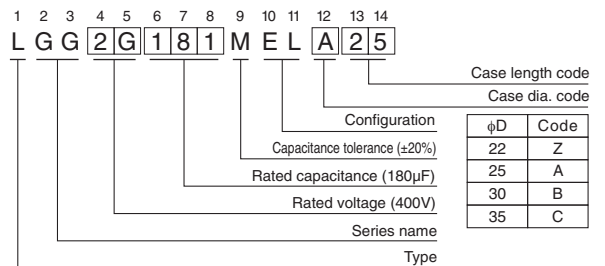 1 2 3 4 5 6 7 8 9 10 11 12 13 14
L G G 2 G 1 8 1 M E L A 2 5
Case length code
Case dia. code
Configuration
Capacitance tolerance (±20%)
Rated capacitance (180µF)
Rated voltage (400V)
Series name
Type
ϕD Code
22 Z
25 A
30 B
35 C